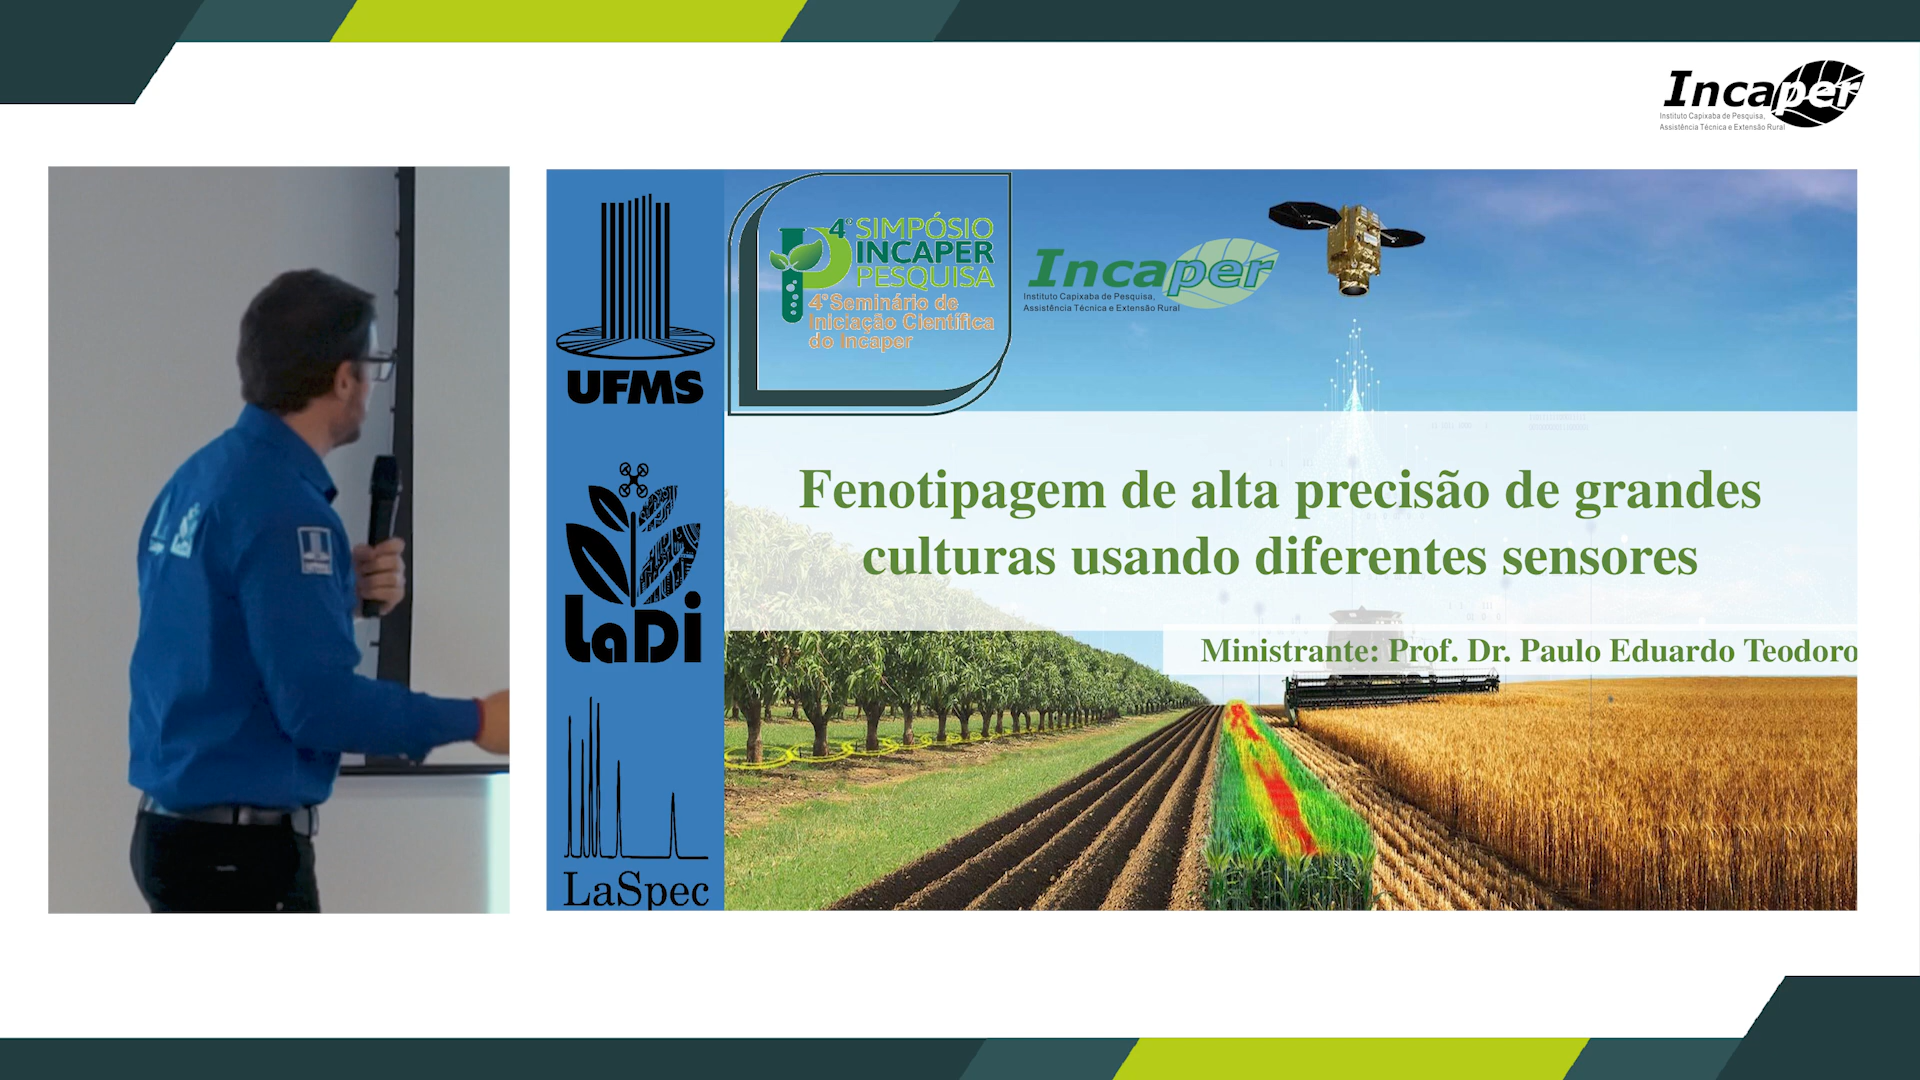 Incaper
Instituto Capixaba de Pesquisa,
Assistência Técnica e Extensão Rural
UFMS
LaDi
LaSpec
4º SIMPÓSIO
INCAPER
PESQUISA
4º Seminário de
Iniciação Científica
do Incaper
Incaper
Instituto Capixaba de Pesquisa,
Assistência Técnica e Extensão Rural
Fenotipagem de alta precisão de grandes
culturas usando diferentes sensores
Ministrante: Prof. Dr. Paulo Eduardo Teodoro